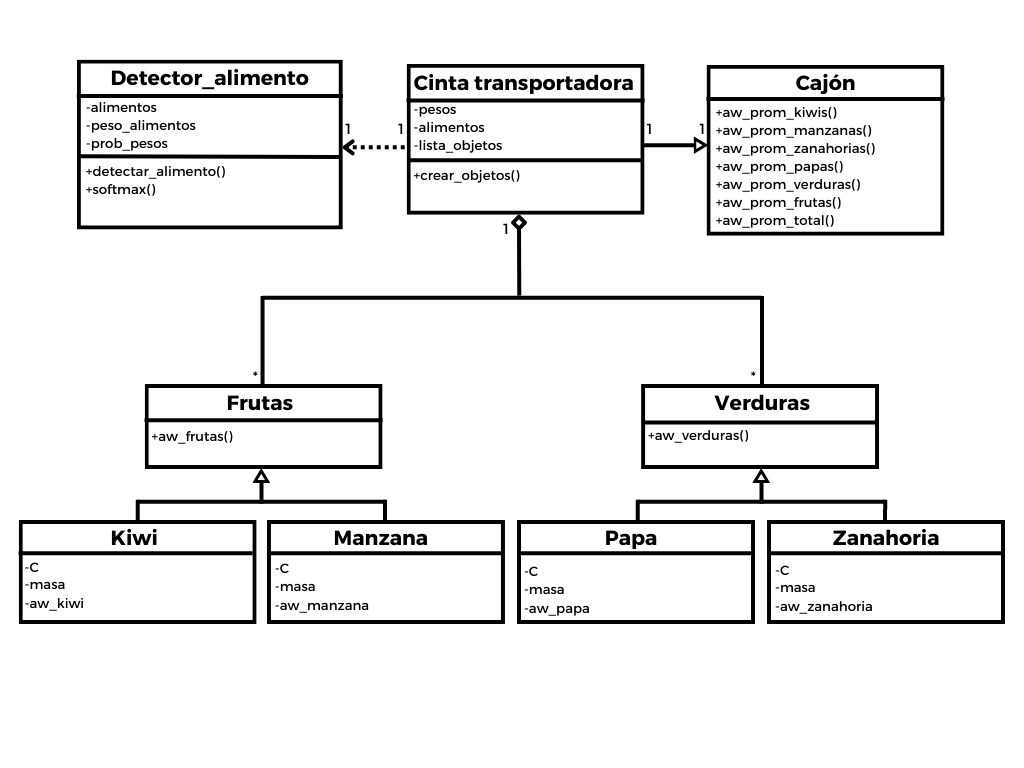 Detector_alimento
-alimentos
-peso_alimentos
-prob_pesos
+detectar_alimento()
+softmax()
1
1
Cinta transportadora
-pesos
-alimentos
-lista_objetos
+crear_objetos()
1
1
Cajón
+aw_prom_kiwis()
+aw_prom_manzanas()
+aw_prom_zanahorias()
+aw_prom_papas()
+aw_prom_verduras()
+aw_prom_frutas()
+aw_prom_total()
1
*
*
Frutas
+aw_frutas()
Verduras
+aw_verduras()
Kiwi
-C
-masa
-aw_kiwi
Manzana
-C
-masa
-aw_manzana
Papa
-C
-masa
-aw_papa
Zanahoria
-C
-masa
-aw_zanahoria